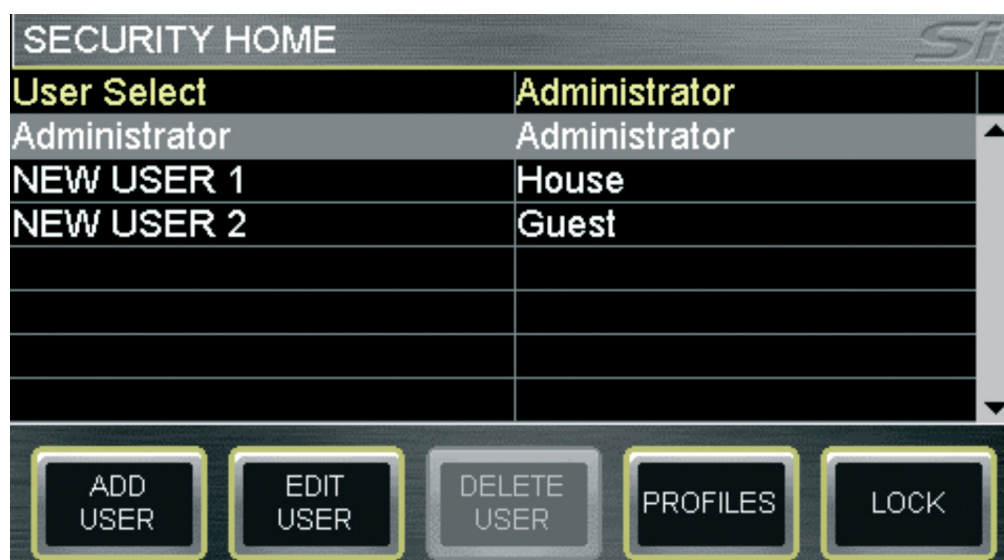 SECURITY HOME Si
User Select Administrator
Administrator Administrator
NEW USER 1 House
NEW USER 2 Guest
ADD USER EDIT USER DELETE USER PROFILES LOCK